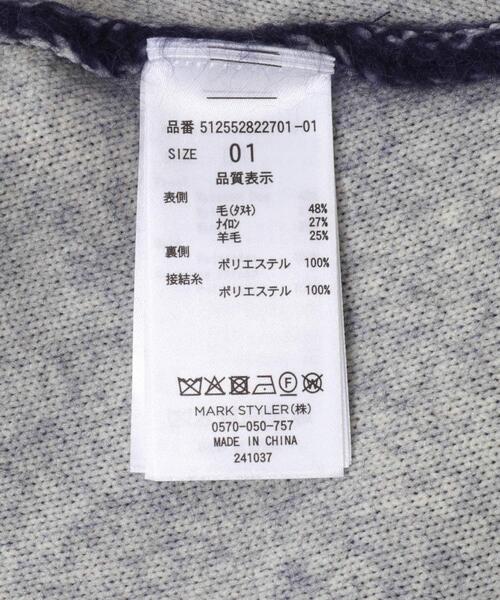 品番 512552822701-01
SIZE 01
品質表示
表側
毛(ﾀﾇｷ) 48%
ﾅｲﾛﾝ 27%
羊毛 25%
裏側
ポリエステル 100%
接結糸
ポリエステル 100%
MARK STYLER(株)
0570-050-757
MADE IN CHINA
241037